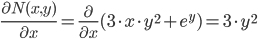 ∂N(x,y)/∂x = ∂/∂x (3·x·y² + e^y) = 3·y²